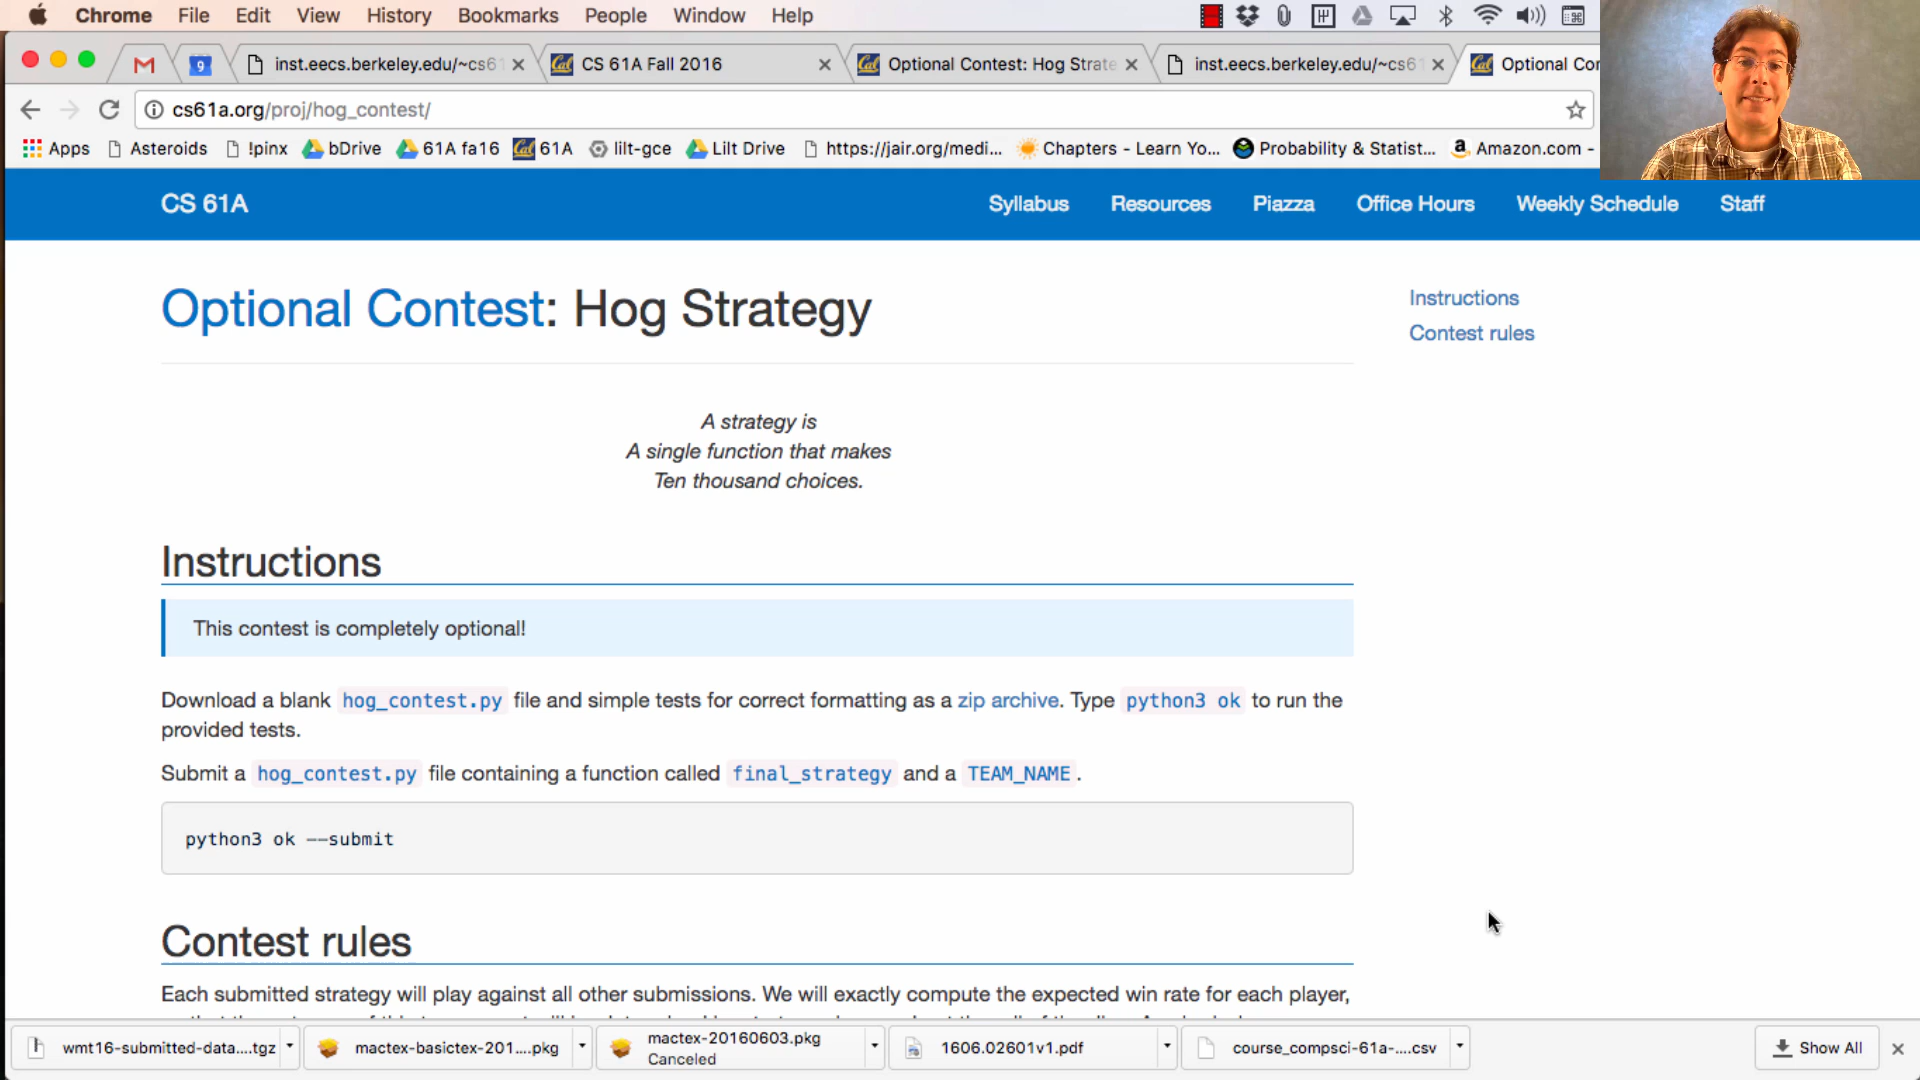 Chrome File Edit View History Bookmarks People Window Help
9 inst.eecs.berkeley.edu/~cs61 CS 61A Fall 2016 Optional Contest: Hog Strate inst.eecs.berkeley.edu/~cs61 Optional Con
cs61a.org/proj/hog_contest/
Apps Asteroids !pinx bDrive 61A fa16 Cal 61A lilt-gce Lilt Drive https://jair.org/medi... Chapters - Learn Yo... Probability & Statist... Amazon.com -
CS 61A Syllabus Resources Piazza Office Hours Weekly Schedule Staff
Optional Contest: Hog Strategy
Instructions
Contest rules
A strategy is
A single function that makes
Ten thousand choices.
Instructions
This contest is completely optional!
Download a blank hog_contest.py file and simple tests for correct formatting as a zip archive. Type python3 ok to run the
provided tests.
Submit a hog_contest.py file containing a function called final_strategy and a TEAM_NAME.
python3 ok --submit
Contest rules
Each submitted strategy will play against all other submissions. We will exactly compute the expected win rate for each player,
wmt16-submitted-data....tgz mactex-basictex-201....pkg mactex-20160603.pkg 1606.02601v1.pdf course_compsci-61a-....csv Show All
Canceled